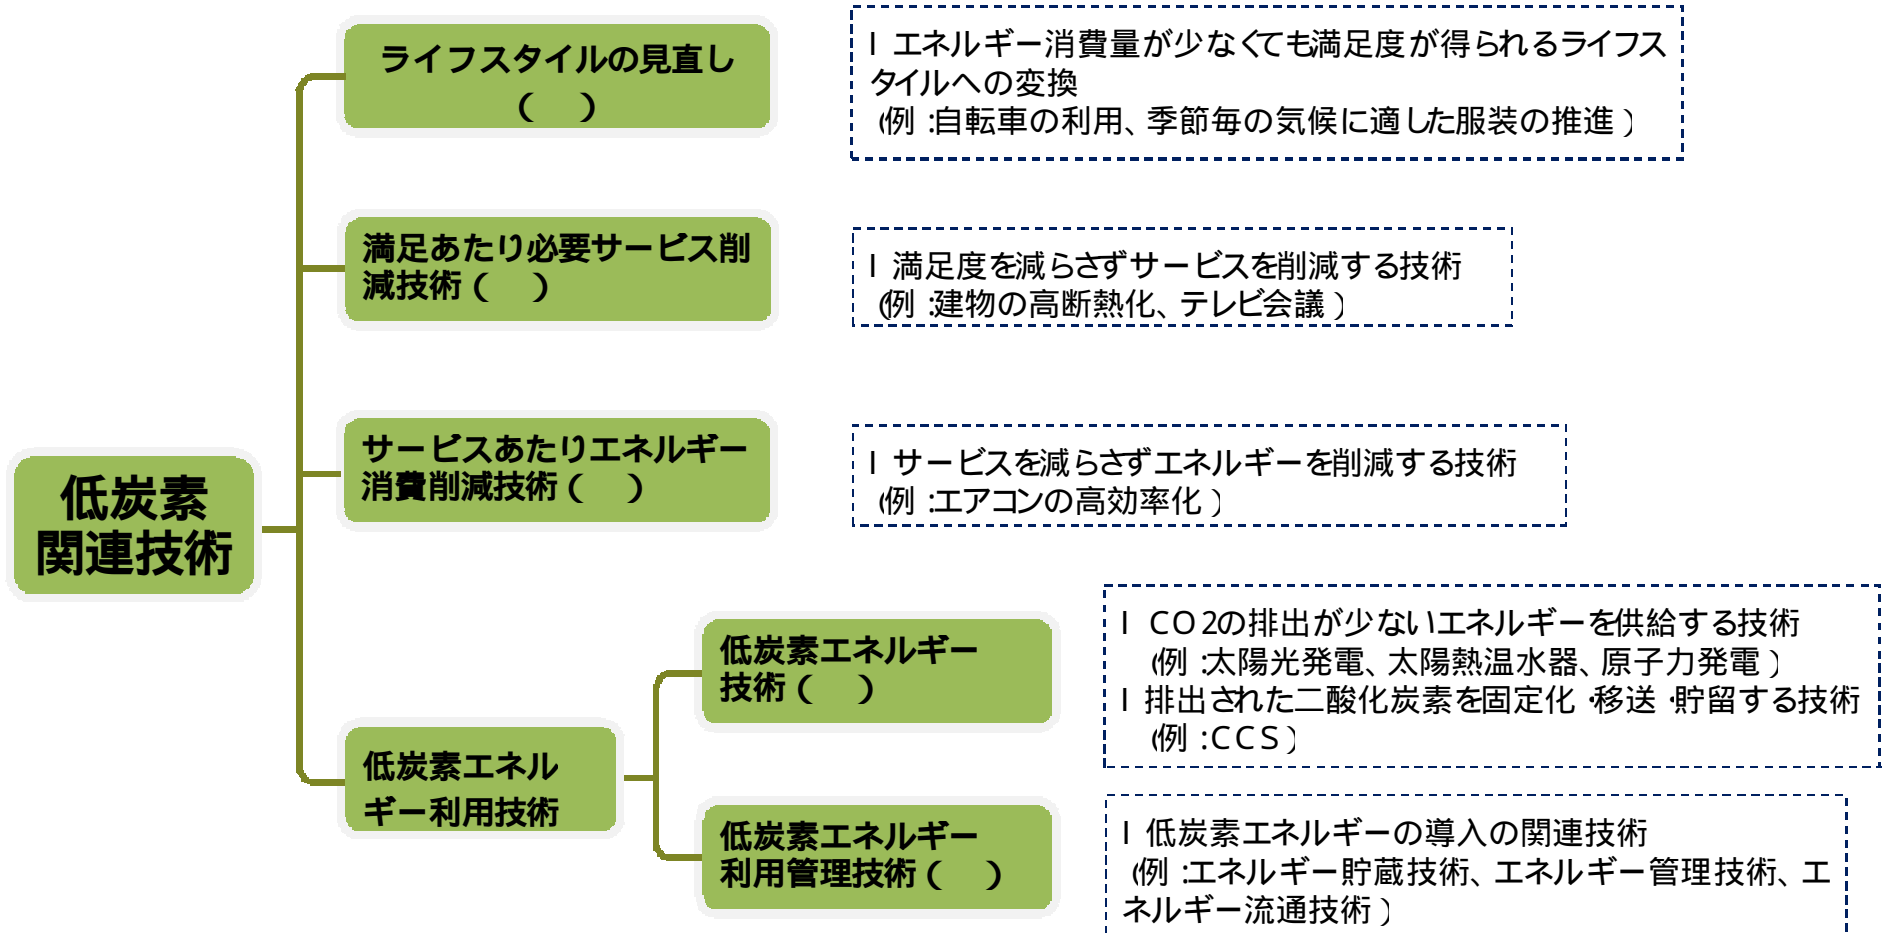 ライフスタイルの見直し
(　)
l エネルギー消費量が少なくても満足度が得られるライフス
タイルへの変換
(例：自転車の利用、季節毎の気候に適した服装の推進)
満足あたり必要サービス削
減技術(　)
l 満足度を減らさずサービスを削減する技術
(例：建物の高断熱化、テレビ会議)
サービスあたりエネルギー
消費削減技術(　)
l サービスを減らさずエネルギーを削減する技術
(例：エアコンの高効率化)
低炭素
関連技術
低炭素エネルギー
技術(　)
l CO2の排出が少ないエネルギーを供給する技術
(例：太陽光発電、太陽熱温水器、原子力発電)
l 排出された二酸化炭素を固定化・移送・貯留する技術
(例：CCS)
低炭素エネル
ギー利用技術
低炭素エネルギー
利用管理技術(　)
l 低炭素エネルギーの導入の関連技術
(例：エネルギー貯蔵技術、エネルギー管理技術、エ
ネルギー流通技術)